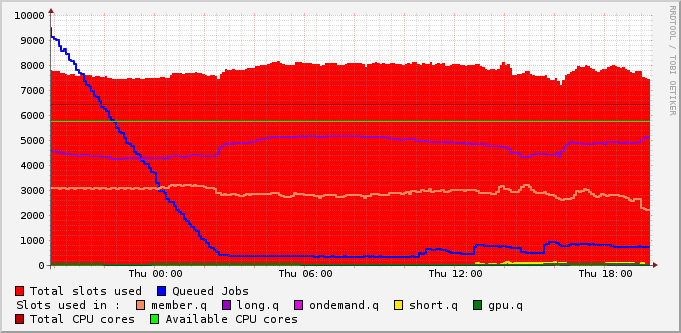 10000
9000
8000
7000
6000
5000
4000
3000
2000
1000
0
Thu 00:00 Thu 06:00 Thu 12:00 Thu 18:00
Total slots used Queued Jobs
Slots used in : member.q long.q ondemand.q short.q gpu.q
Total CPU cores Available CPU cores
RRDTOOL / TOBI OETIKER